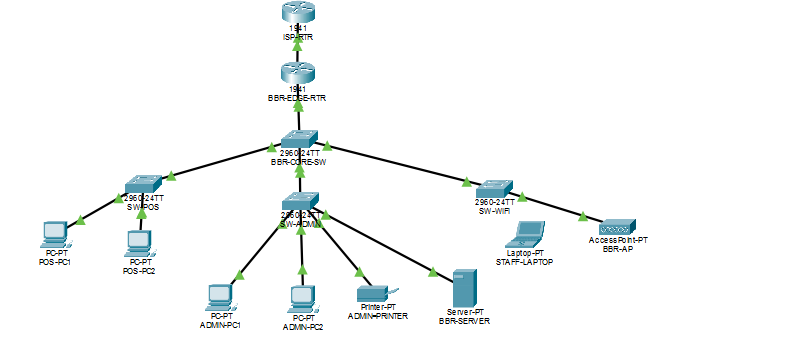 1941
ISP-RTR
1941
BBR-EDGE-RTR
2960-24TT
BBR-CORE-SW
2960-24TT
SW-POS
2960-24TT
SW-ADMIN
2960-24TT
SW-WIFI
PC-PT
POS-PC1
PC-PT
POS-PC2
Laptop-PT
STAFF-LAPTOP
AccessPoint-PT
BBR-AP
PC-PT
ADMIN-PC1
PC-PT
ADMIN-PC2
Printer-PT
ADMIN-PRINTER
Server-PT
BBR-SERVER